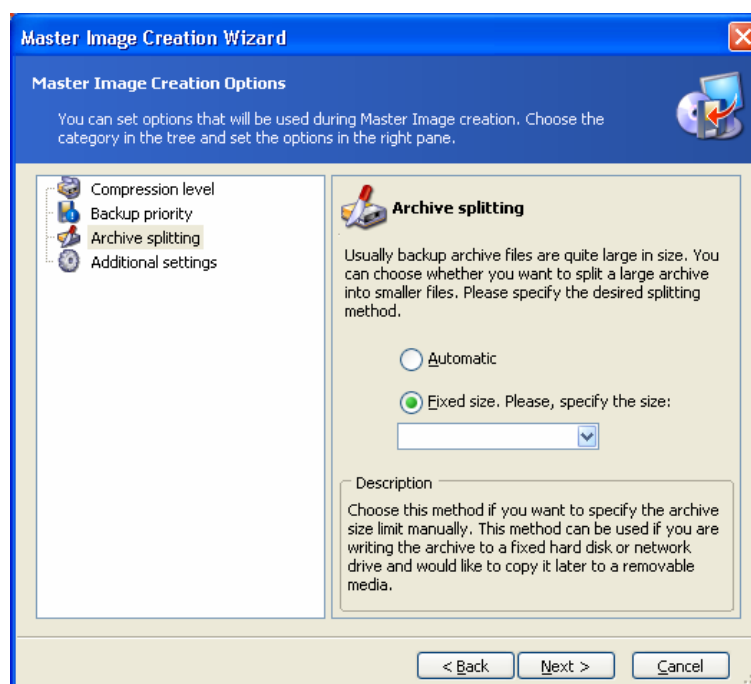 Master Image Creation Wizard
Master Image Creation Options
You can set options that will be used during Master Image creation. Choose the
category in the tree and set the options in the right pane.
Compression level
Backup priority
Archive splitting
Additional settings
Archive splitting
Usually backup archive files are quite large in size. You
can choose whether you want to split a large archive
into smaller files. Please specify the desired splitting
method.
Automatic
Fixed size. Please, specify the size:
Description
Choose this method if you want to specify the archive
size limit manually. This method can be used if you are
writing the archive to a fixed hard disk or network
drive and would like to copy it later to a removable
media.
< Back
Next >
Cancel